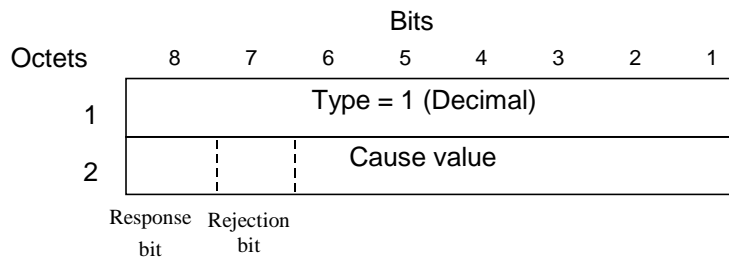 Bits
Octets 8 7 6 5 4 3 2 1
1 Type = 1 (Decimal)
2 Cause value
Response bit
Rejection bit